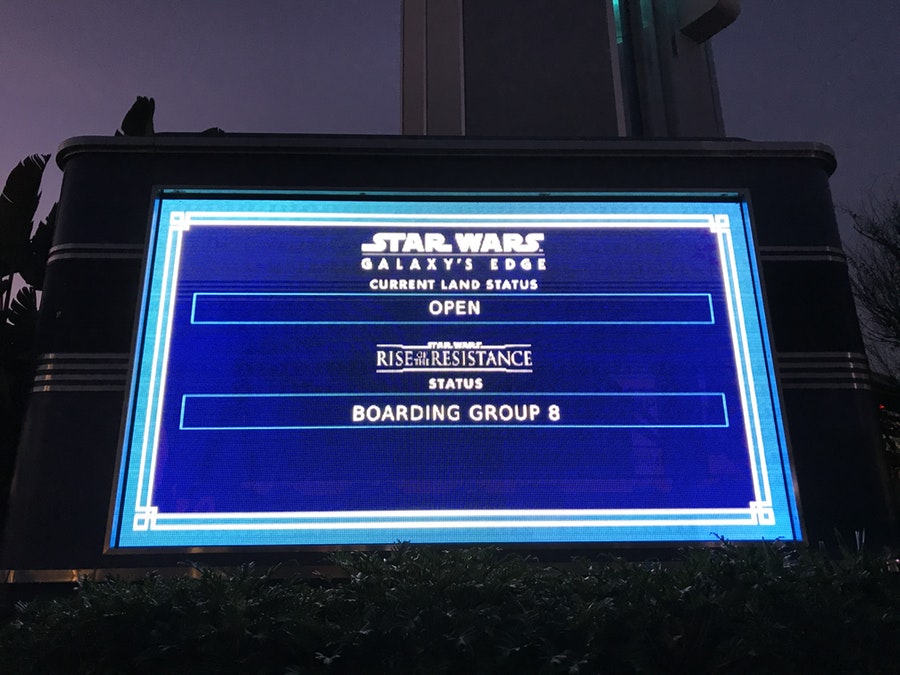 STAR WARS
GALAXY'S EDGE
CURRENT LAND STATUS
OPEN
STAR WARS
RISE OF THE RESISTANCE
STATUS
BOARDING GROUP 8